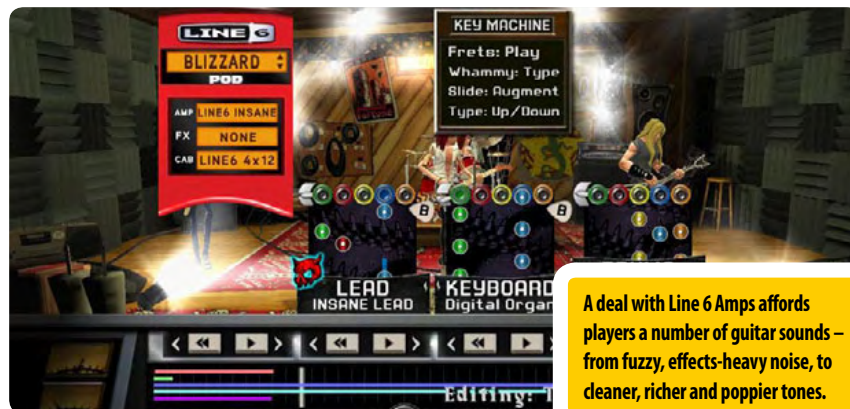 LINE 6
BLIZZARD
POD
AMP LINE6 INSANE
FX NONE
CAB LINE6 4x12
KEY MACHINE
Frets: Play
Whammy: Type
Slide: Augment
Type: Up/Down
B
B
LEAD
INSANE LEAD
KEYBOARD
Digital Organ
Editing:
A deal with Line 6 Amps affords
players a number of guitar sounds –
from fuzzy, effects-heavy noise, to
cleaner, richer and poppier tones.